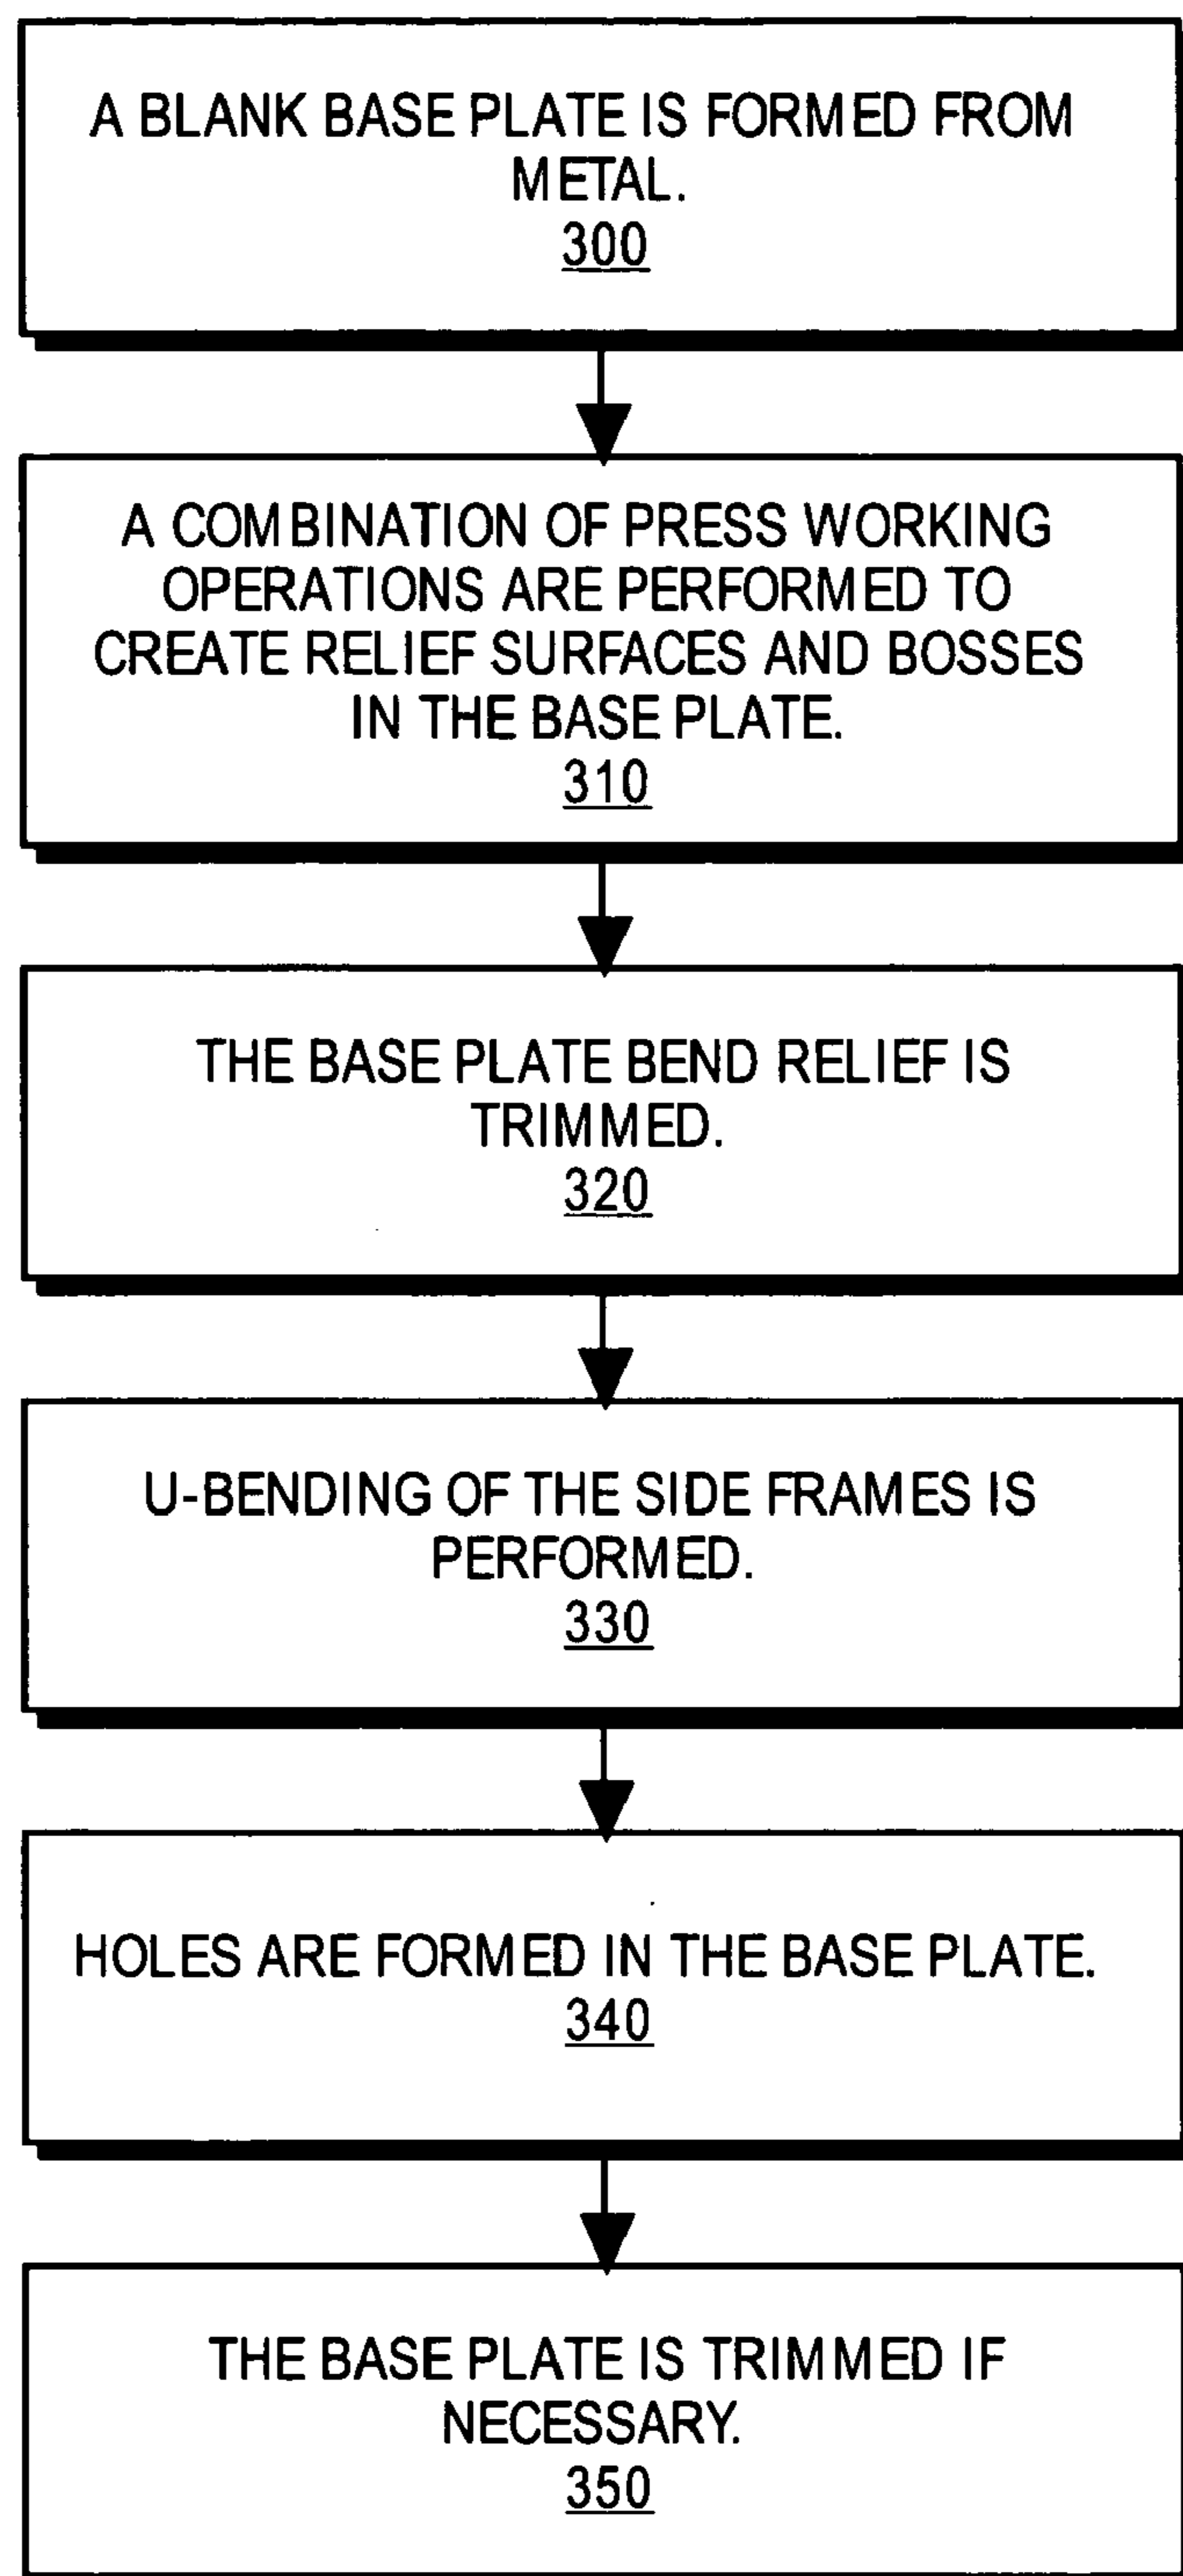 A BLANK BASE PLATE IS FORMED FROM
METAL.
300
A COMBINATION OF PRESS WORKING
OPERATIONS ARE PERFORMED TO
CREATE RELIEF SURFACES AND BOSSES
IN THE BASE PLATE.
310
THE BASE PLATE BEND RELIEF IS
TRIMMED.
320
U-BENDING OF THE SIDE FRAMES IS
PERFORMED.
330
HOLES ARE FORMED IN THE BASE PLATE.
340
THE BASE PLATE IS TRIMMED IF
NECESSARY.
350